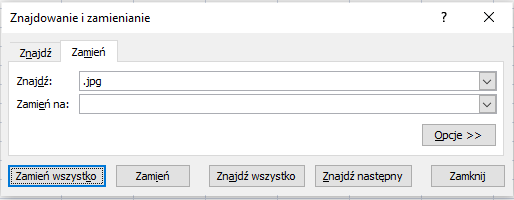 Znajdowanie i zamienianie
Znajdź Zamień
Znajdź: .jpg
Zamień na:
Opcje >>
Zamień wszystko Zamień Znajdź wszystko Znajdź następny Zamknij